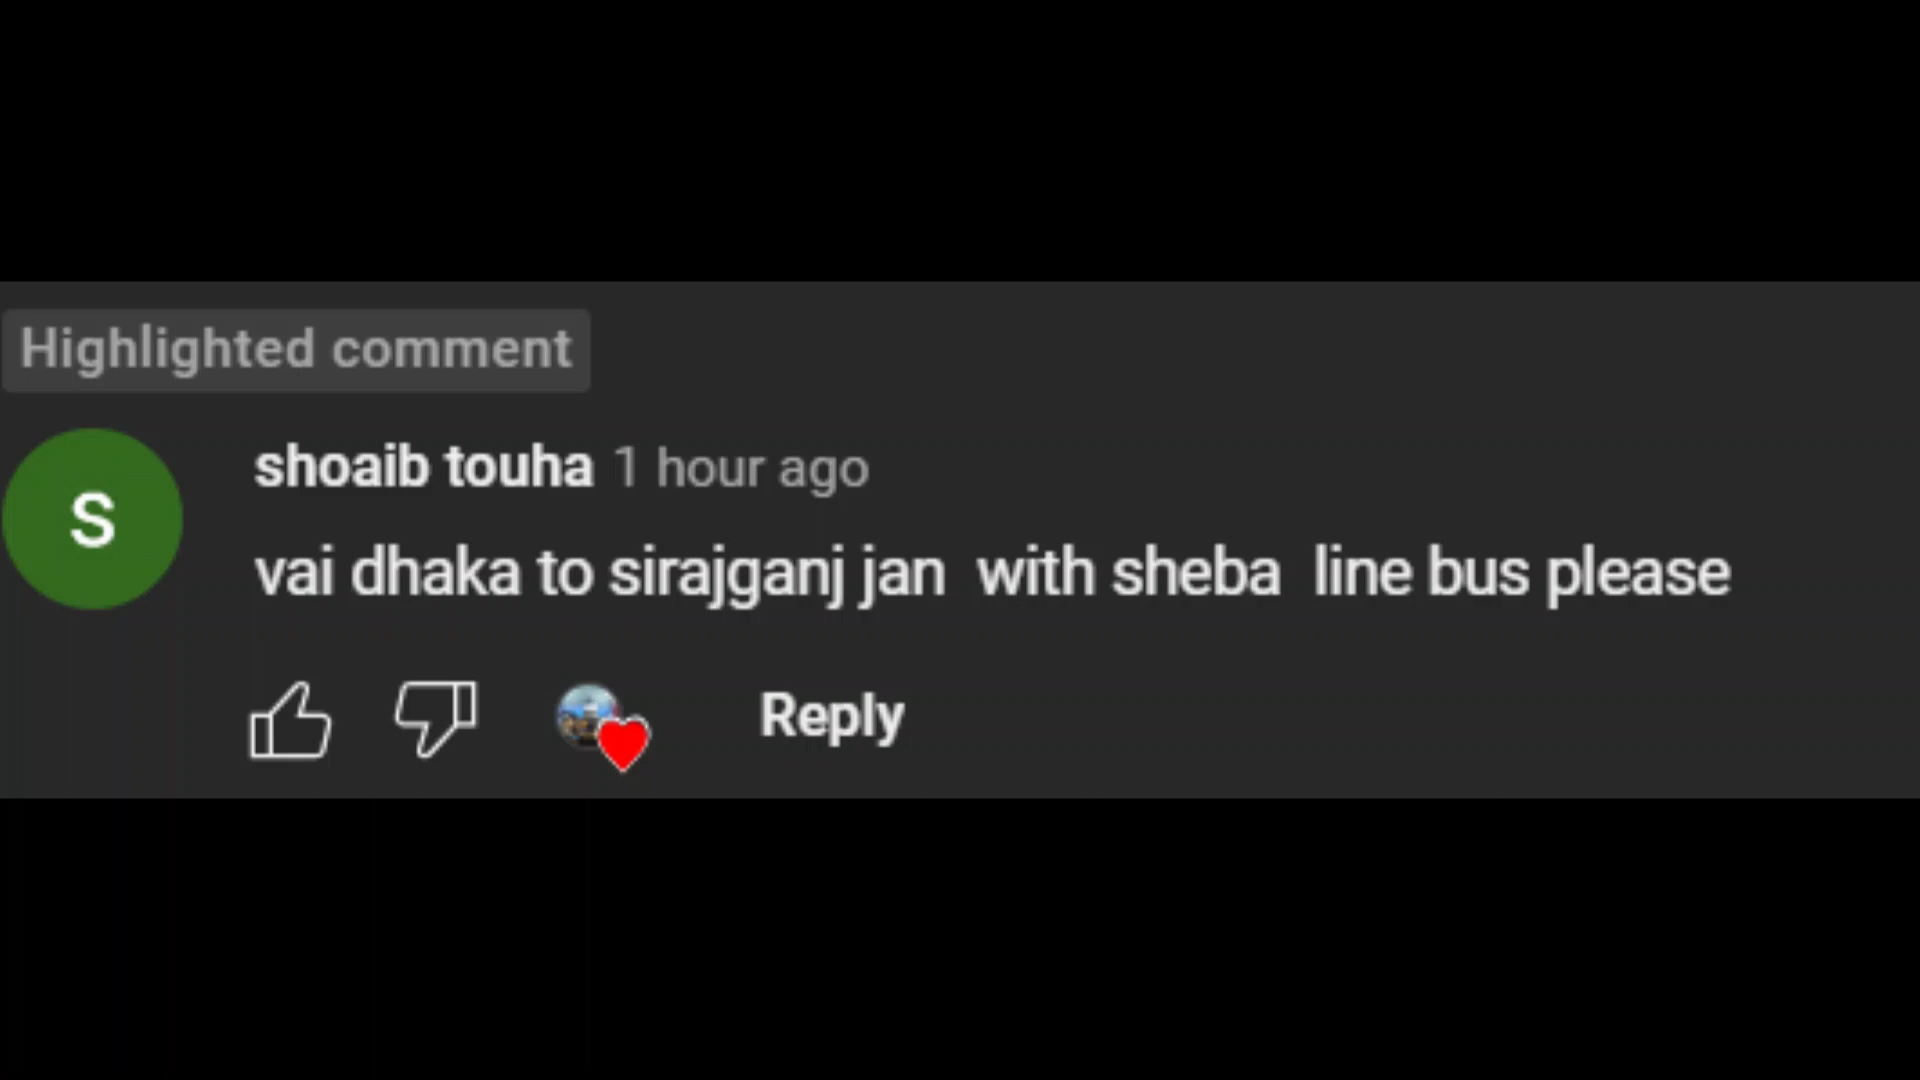 Highlighted comment
S
shoaib touha 1 hour ago
vai dhaka to sirajganj jan with sheba line bus please
Reply